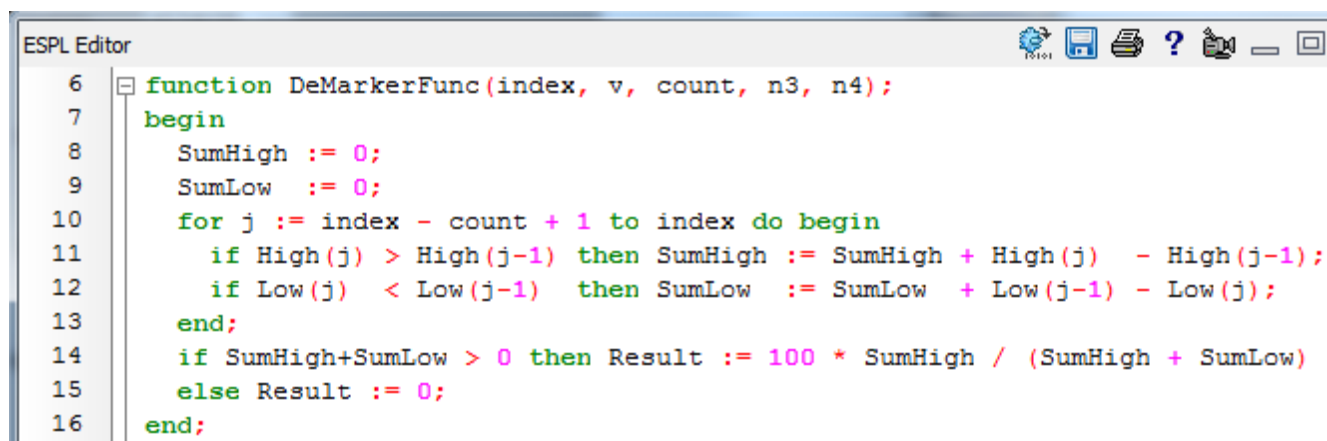 ESPL Editor ?
6 function DeMarkerFunc(index, v, count, n3, n4);
7 begin
8 SumHigh := 0;
9 SumLow  := 0;
10 for j := index - count + 1 to index do begin
11 if High(j) > High(j-1) then SumHigh := SumHigh + High(j)  - High(j-1);
12 if Low(j)  < Low(j-1)  then SumLow  := SumLow  + Low(j-1) - Low(j);
13 end;
14 if SumHigh+SumLow > 0 then Result := 100 * SumHigh / (SumHigh + SumLow)
15 else Result := 0;
16 end;